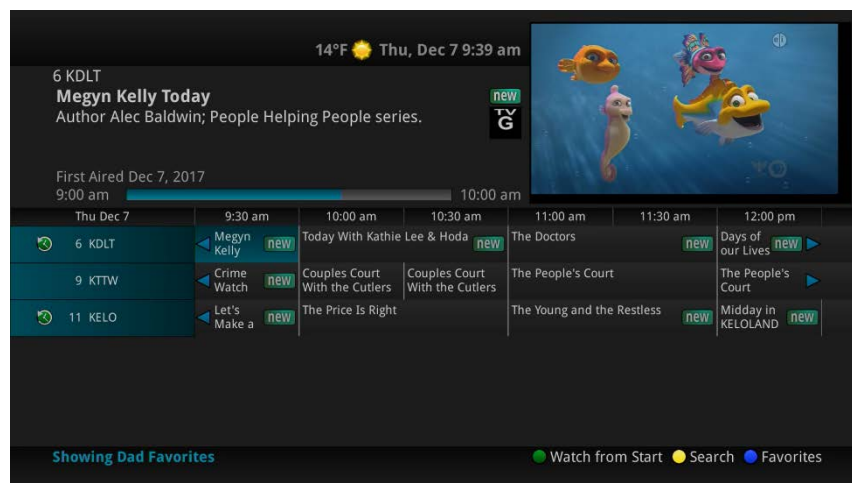 14°F Thu, Dec 7 9:39 am
6 KDLT
Megyn Kelly Today
new
Author Alec Baldwin; People Helping People series.
TV
G
First Aired Dec 7, 2017
9:00 am 10:00 am
Thu Dec 7 9:30 am 10:00 am 10:30 am 11:00 am 11:30 am 12:00 pm
6 KDLT
Megyn
Kelly
new
Today With Kathie Lee & Hoda new
The Doctors new
Days of
our Lives new
9 KTTW
Crime
Watch
new
Couples Court
With the Cutlers
Couples Court
With the Cutlers
The People's Court
The People's
Court
11 KELO
Let's
Make a
new
The Price Is Right
The Young and the Restless new
Midday in
KELOLAND
new
Showing Dad Favorites
Watch from Start Search Favorites